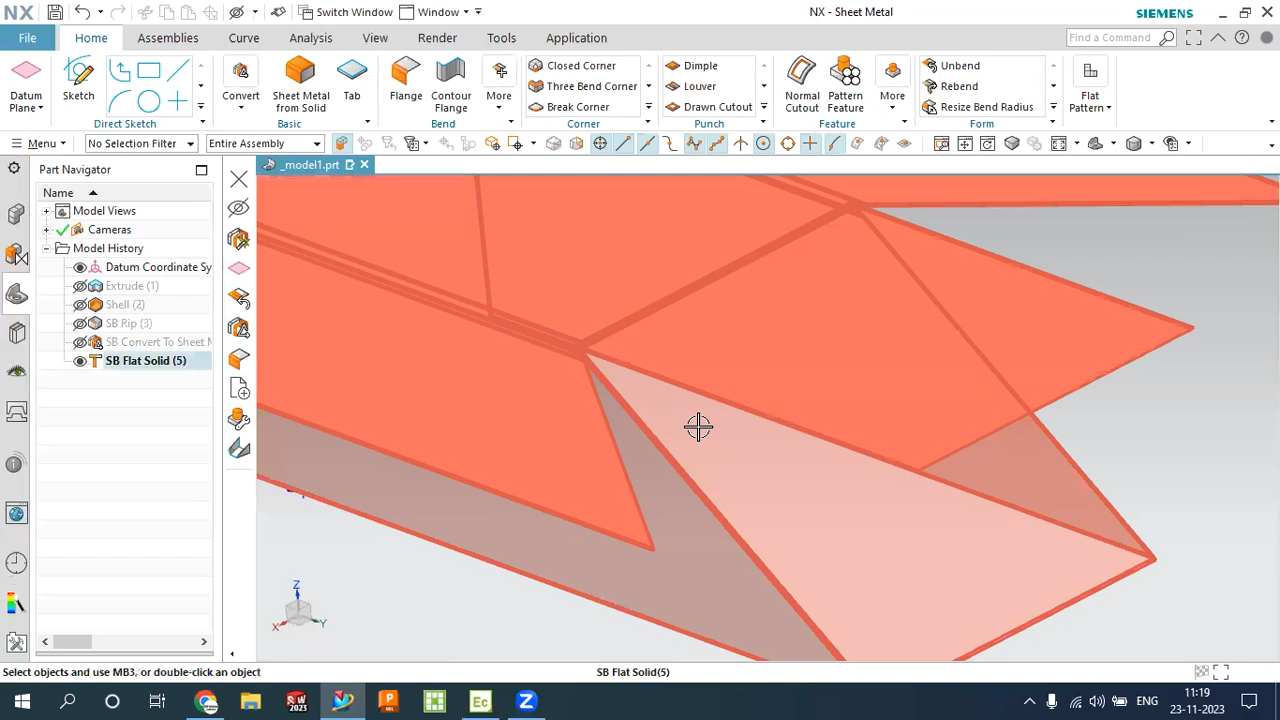 NX Switch Window Window NX - Sheet Metal SIEMENS
File Home Assemblies Curve Analysis View Render Tools Application Find a Command
Datum Plane Sketch Direct Sketch
Convert Sheet Metal from Solid Tab Basic
Flange Contour Flange More Bend
Closed Corner
Three Bend Corner
Break Corner
Corner
Dimple
Louver
Drawn Cutout
Punch
Normal Cutout Pattern Feature More Feature
Unbend
Rebend
Resize Bend Radius
Form
Flat Pattern
Menu No Selection Filter Entire Assembly
Part Navigator _model1.prt
Name
Model Views
Cameras
Model History
Datum Coordinate Sy
Extrude (1)
Shell (2)
SB Rip (3)
SB Convert To Sheet M
SB Flat Solid (5)
Z
X Y
Select objects and use MB3, or double-click an object SB Flat Solid(5)
SW 2023 Ec Z ENG 11:19
23-11-2023